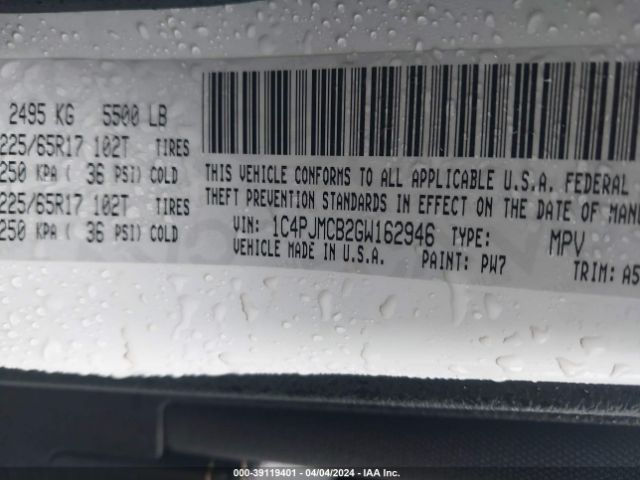 2495 KG 5500 LB
225/65R17 102T TIRES
250 KPA ( 36 PSI) COLD
225/65R17 102T TIRES
250 KPA ( 36 PSI) COLD
THIS VEHICLE CONFORMS TO ALL APPLICABLE U.S.A. FEDERAL
THEFT PREVENTION STANDARDS IN EFFECT ON THE DATE OF MANU
VIN: 1C4PJMCB2GW162946 TYPE: MPV
VEHICLE MADE IN U.S.A. PAINT: PW7 TRIM: A5
000-39119401 - 04/04/2024 - IAA Inc.